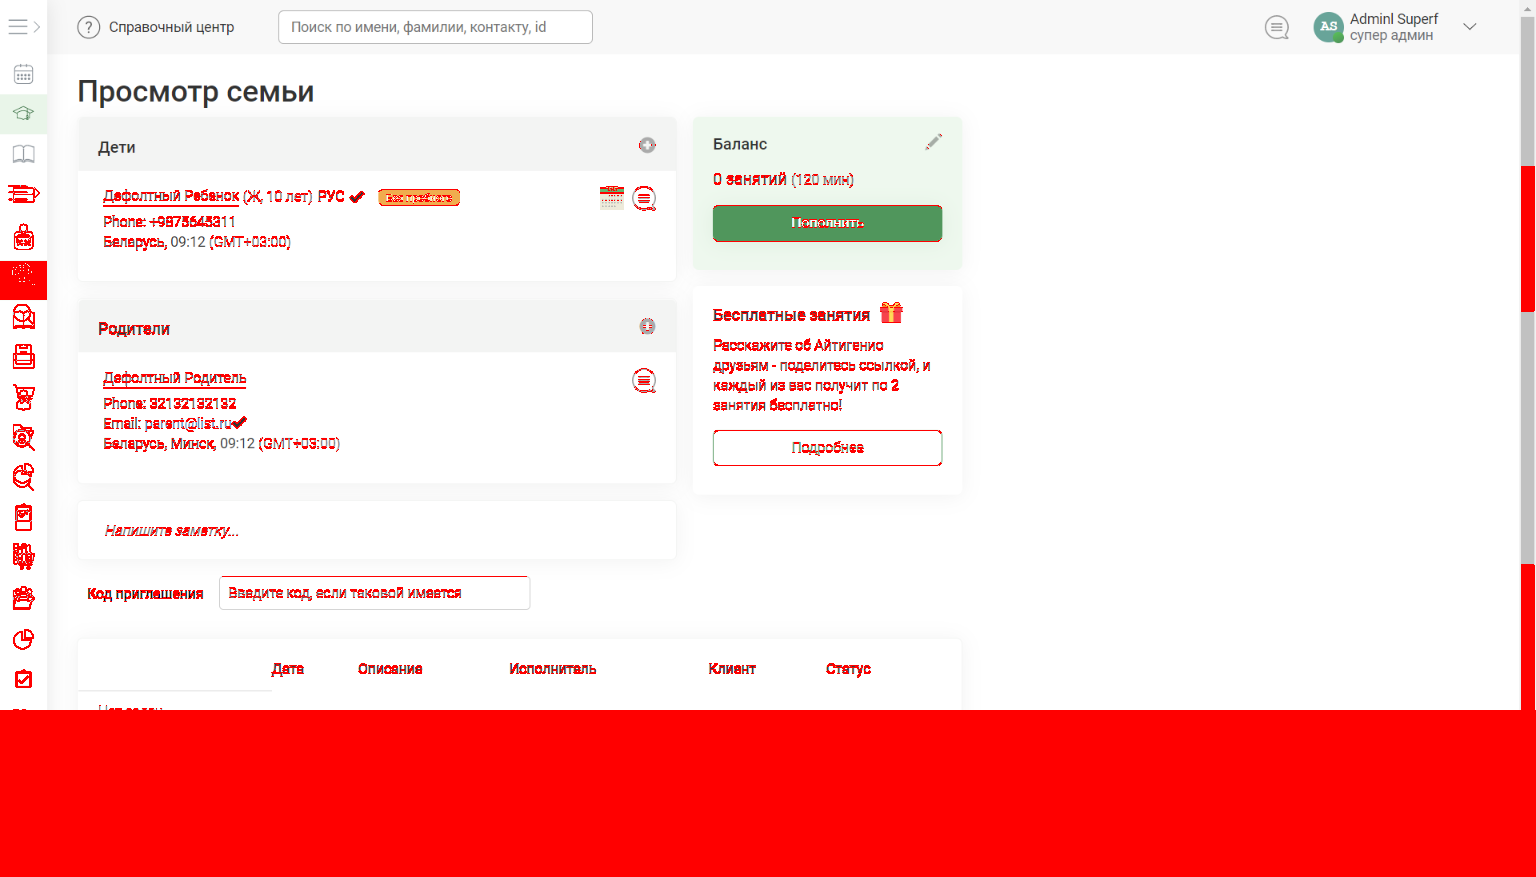 Справочный центр
Поиск по имени, фамилии, контакту, id
AS
Adminl Superf
супер админ
Просмотр семьи
Дети
Дефолтный Ребенок (Ж, 10 лет) РУС
Phone: +9873643311
Беларусь, 09:12 (GMT+03:00)
Баланс
0 занятий (120 мин)
Пополнить
Родители
Дефолтный Родитель
Phone: 32132132132
Email: parent@list.ru
Беларусь, Минск, 09:12 (GMT+03:00)
Бесплатные занятия
Расскажите об Айтигенио
друзьям - поделитесь ссылкой, и
каждый из вас получит по 2
занятия бесплатно!
Подробнее
Напишите заметку...
Код приглашения
Введите код, если таковой имеется
Дата
Описание
Исполнитель
Клиент
Статус